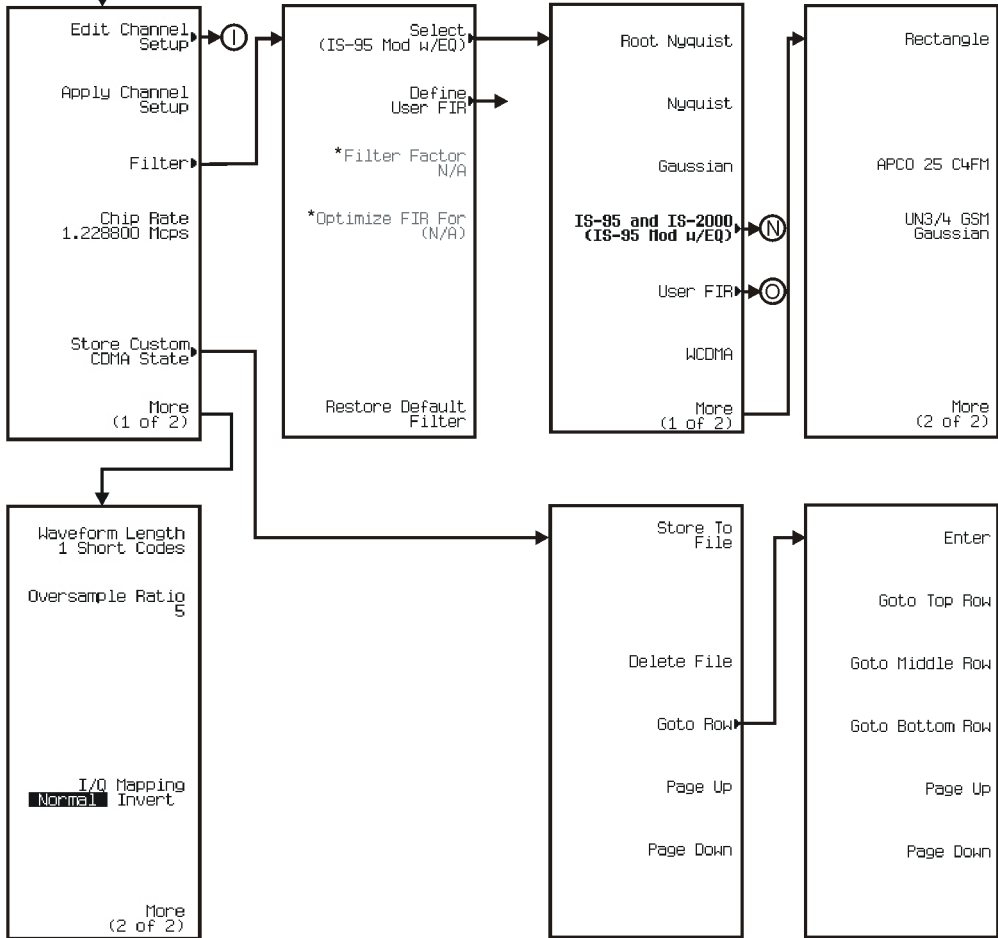 Edit Channel
Setup
I
Apply Channel
Setup
Filter
Chip Rate
1.228800 Mcps
Store Custom
CDMA State
More
(1 of 2)
Select
(IS-95 Mod w/EQ)
Define
User FIR
*Filter Factor
N/A
*Optimize FIR For
(N/A)
Restore Default
Filter
Root Nyquist
Nyquist
Gaussian
IS-95 and IS-2000
(IS-95 Mod w/EQ)
N
User FIR
O
WCDMA
More
(1 of 2)
Rectangle
APCO 25 C4FM
UN3/4 GSM
Gaussian
More
(2 of 2)
Waveform Length
1 Short Codes
Oversample Ratio
5
I/Q Mapping
Normal Invert
More
(2 of 2)
Store To
File
Delete File
Goto Row
Page Up
Page Down
Enter
Goto Top Row
Goto Middle Row
Goto Bottom Row
Page Up
Page Down